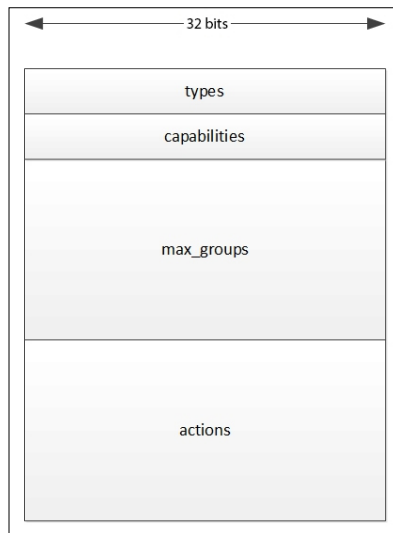 32 bits
types
capabilities
max_groups
actions